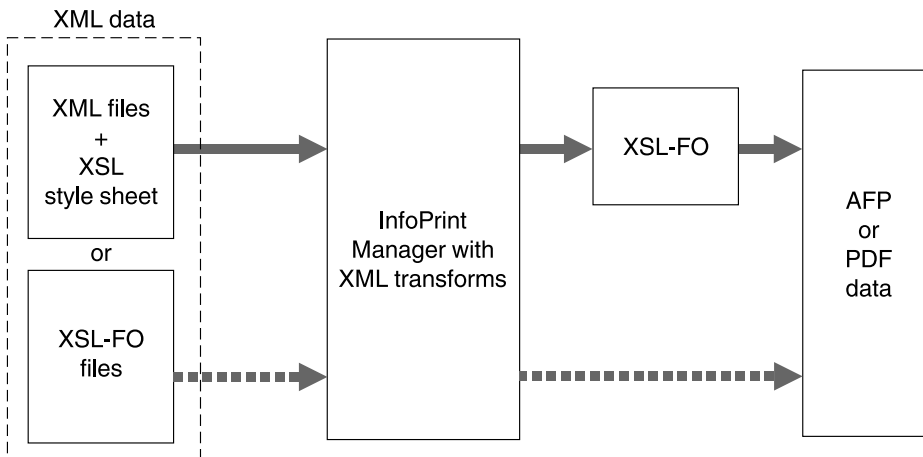 XML data
XML files
+
XSL
style sheet
or
XSL-FO
files
InfoPrint
Manager with
XML transforms
XSL-FO
AFP
or
PDF
data